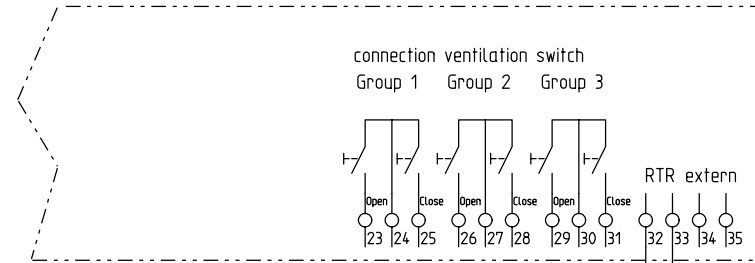 connection ventilation switch
Group 1 Group 2 Group 3
RTR extern
Open Close Open Close Open Close
23 24 25 26 27 28 29 30 31 32 33 34 35